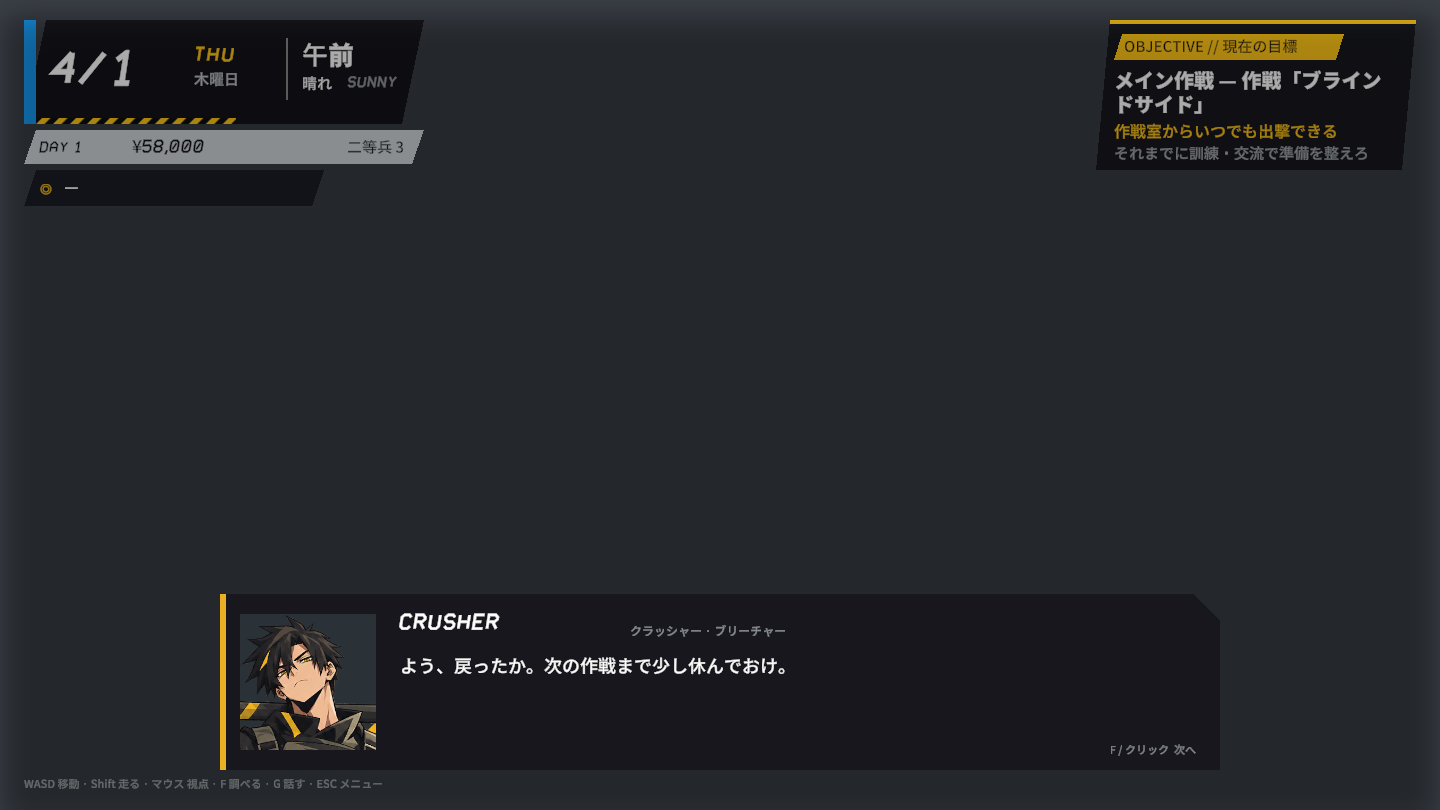 4/1
THU
木曜日
午前
晴れ SUNNY
DAY 1 ¥58,000 二等兵 3
—
OBJECTIVE // 現在の目標
メイン作戦 — 作戦「ブライン
ドサイド」
作戦室からいつでも出撃できる
それまでに訓練・交流で準備を整えろ
CRUSHER クラッシャー・ブリーチャー
よう、戻ったか。次の作戦まで少し休んでおけ。
F / クリック 次へ
WASD 移動・Shift 走る・マウス 視点・F 調べる・G 話す・ESC メニュー